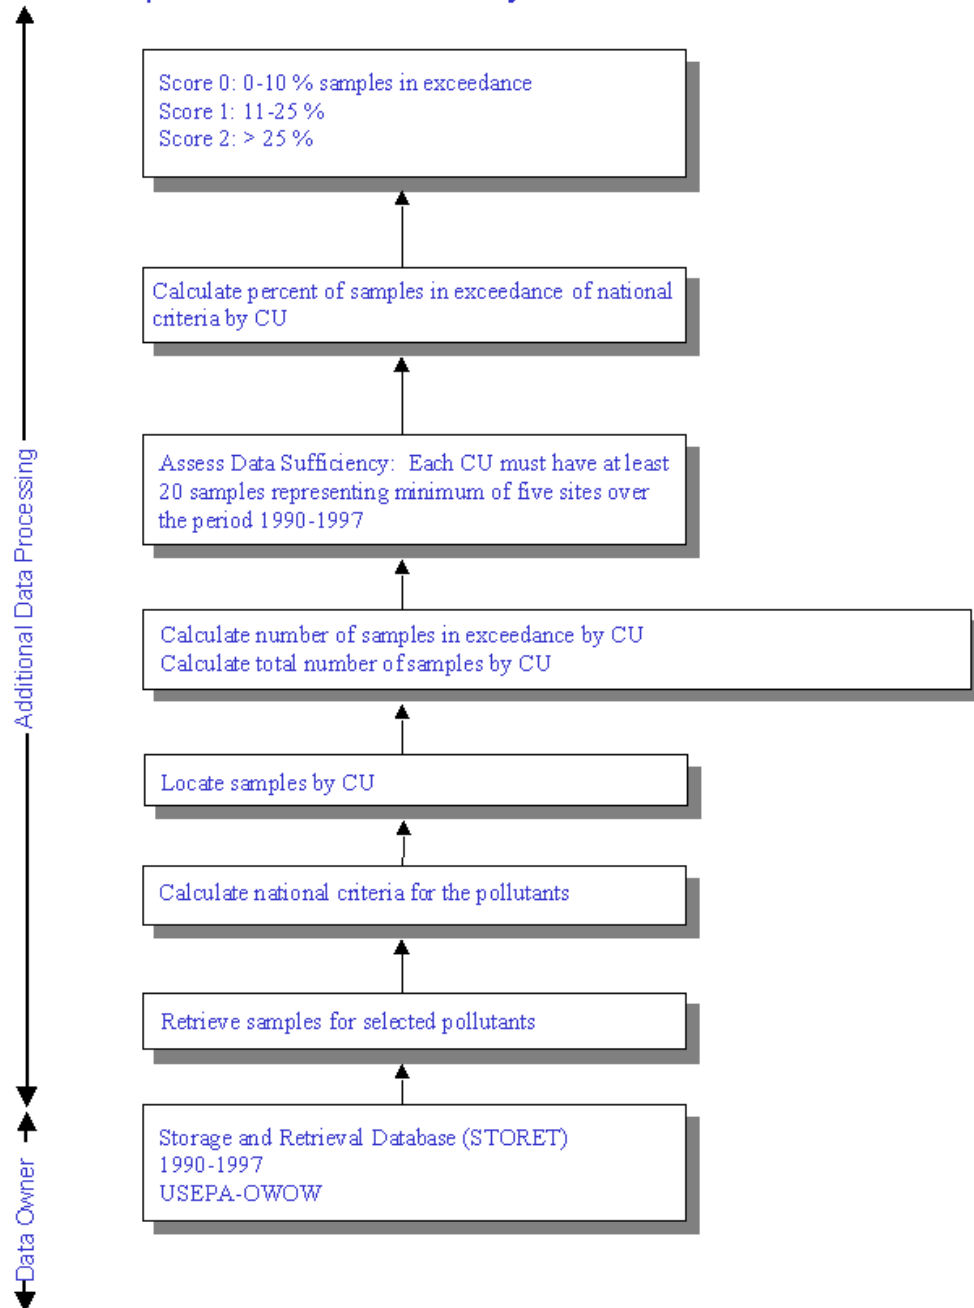 Score 0: 0-10 % samples in exceedance
Score 1: 11-25 %
Score 2: > 25 %
Calculate percent of samples in exceedance of national
criteria by CU
Assess Data Sufficiency: Each CU must have at least
20 samples representing minimum of five sites over
the period 1990-1997
Calculate number of samples in exceedance by CU
Calculate total number of samples by CU
Locate samples by CU
Calculate national criteria for the pollutants
Retrieve samples for selected pollutants
Storage and Retrieval Database (STORET)
1990-1997
USEPA-OWOW
Additional Data Processing
Data Owner